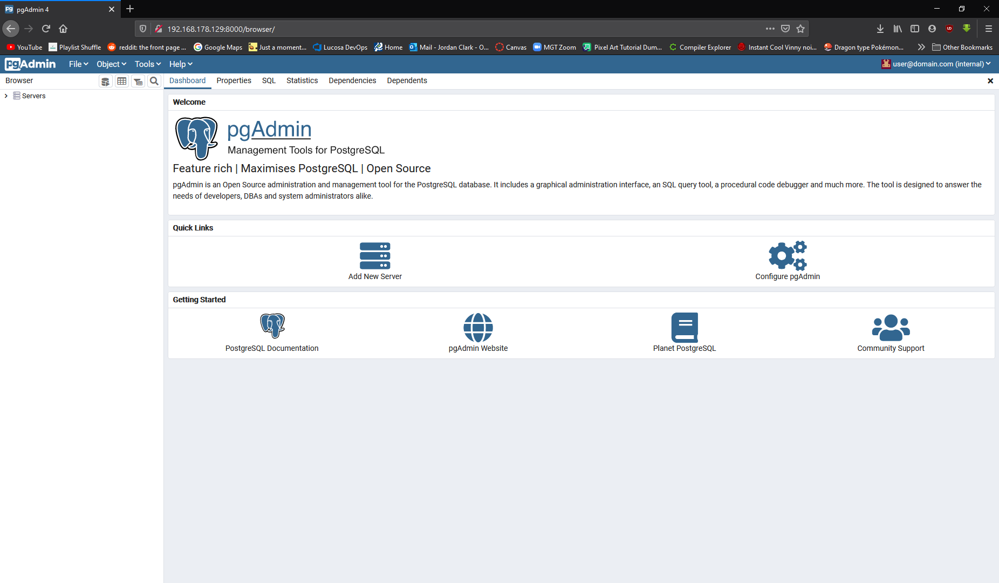 pgAdmin 4
192.168.178.129:8000/browser/
YouTube Playlist Shuffle reddit: the front page ... Google Maps Just a moment... Lucosa DevOps Home Mail - Jordan Clark - O... Canvas MGT Zoom Pixel Art Tutorial Dum... Compiler Explorer Instant Cool Vinny noi... Dragon type Pokémon... Other Bookmarks
pgAdmin File Object Tools Help user@domain.com (internal)
Browser Dashboard Properties SQL Statistics Dependencies Dependents
Servers
Welcome
pgAdmin
Management Tools for PostgreSQL
Feature rich | Maximises PostgreSQL | Open Source
pgAdmin is an Open Source administration and management tool for the PostgreSQL database. It includes a graphical administration interface, an SQL query tool, a procedural code debugger and much more. The tool is designed to answer the
needs of developers, DBAs and system administrators alike.
Quick Links
Add New Server Configure pgAdmin
Getting Started
PostgreSQL Documentation pgAdmin Website Planet PostgreSQL Community Support